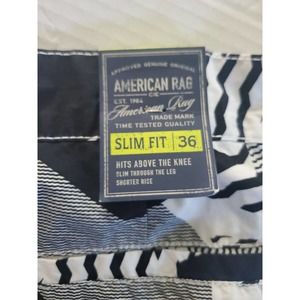 APPROVED GENUINE ORIGINAL
AMERICAN RAG
CIE
EST. 1984
American Rag
TRADE MARK
TIME TESTED QUALITY
SLIM FIT 36
HITS ABOVE THE KNEE
SLIM THROUGH THE LEG
SHORTER RISE